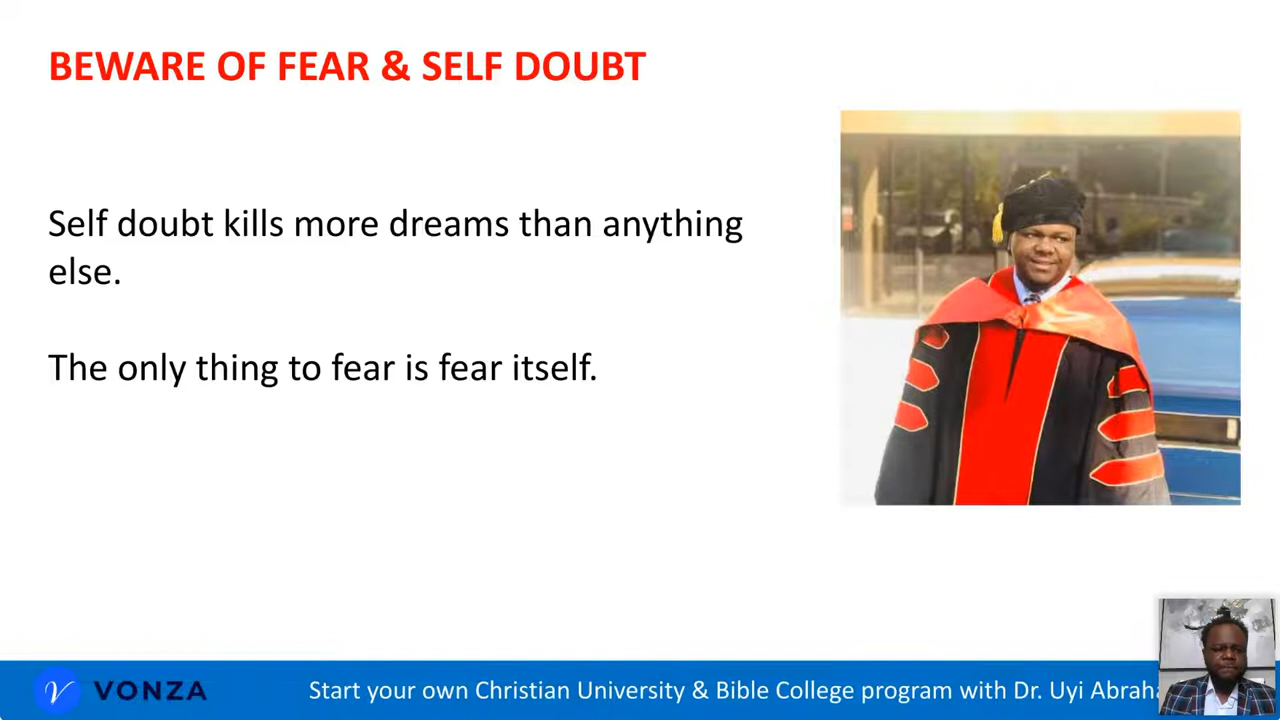 BEWARE OF FEAR & SELF DOUBT
Self doubt kills more dreams than anything
else.
The only thing to fear is fear itself.
VONZA
Start your own Christian University & Bible College program with Dr. Uyi Abraha